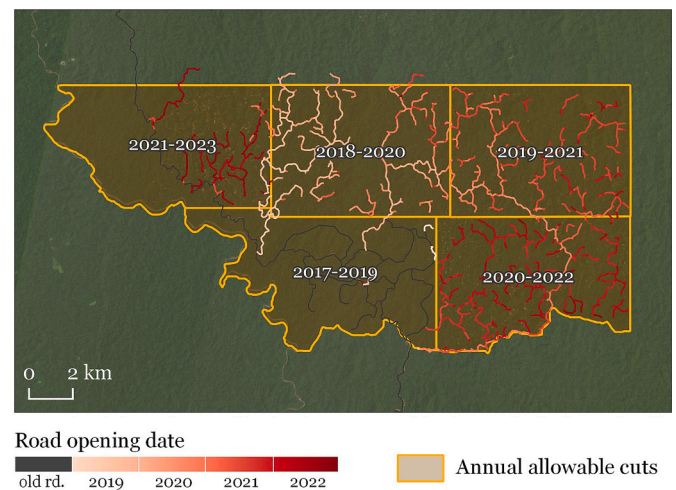 2021-2023
2018-2020
2019-2021
2017-2019
2020-2022
0 2 km
Road opening date
old rd. 2019 2020 2021 2022
Annual allowable cuts